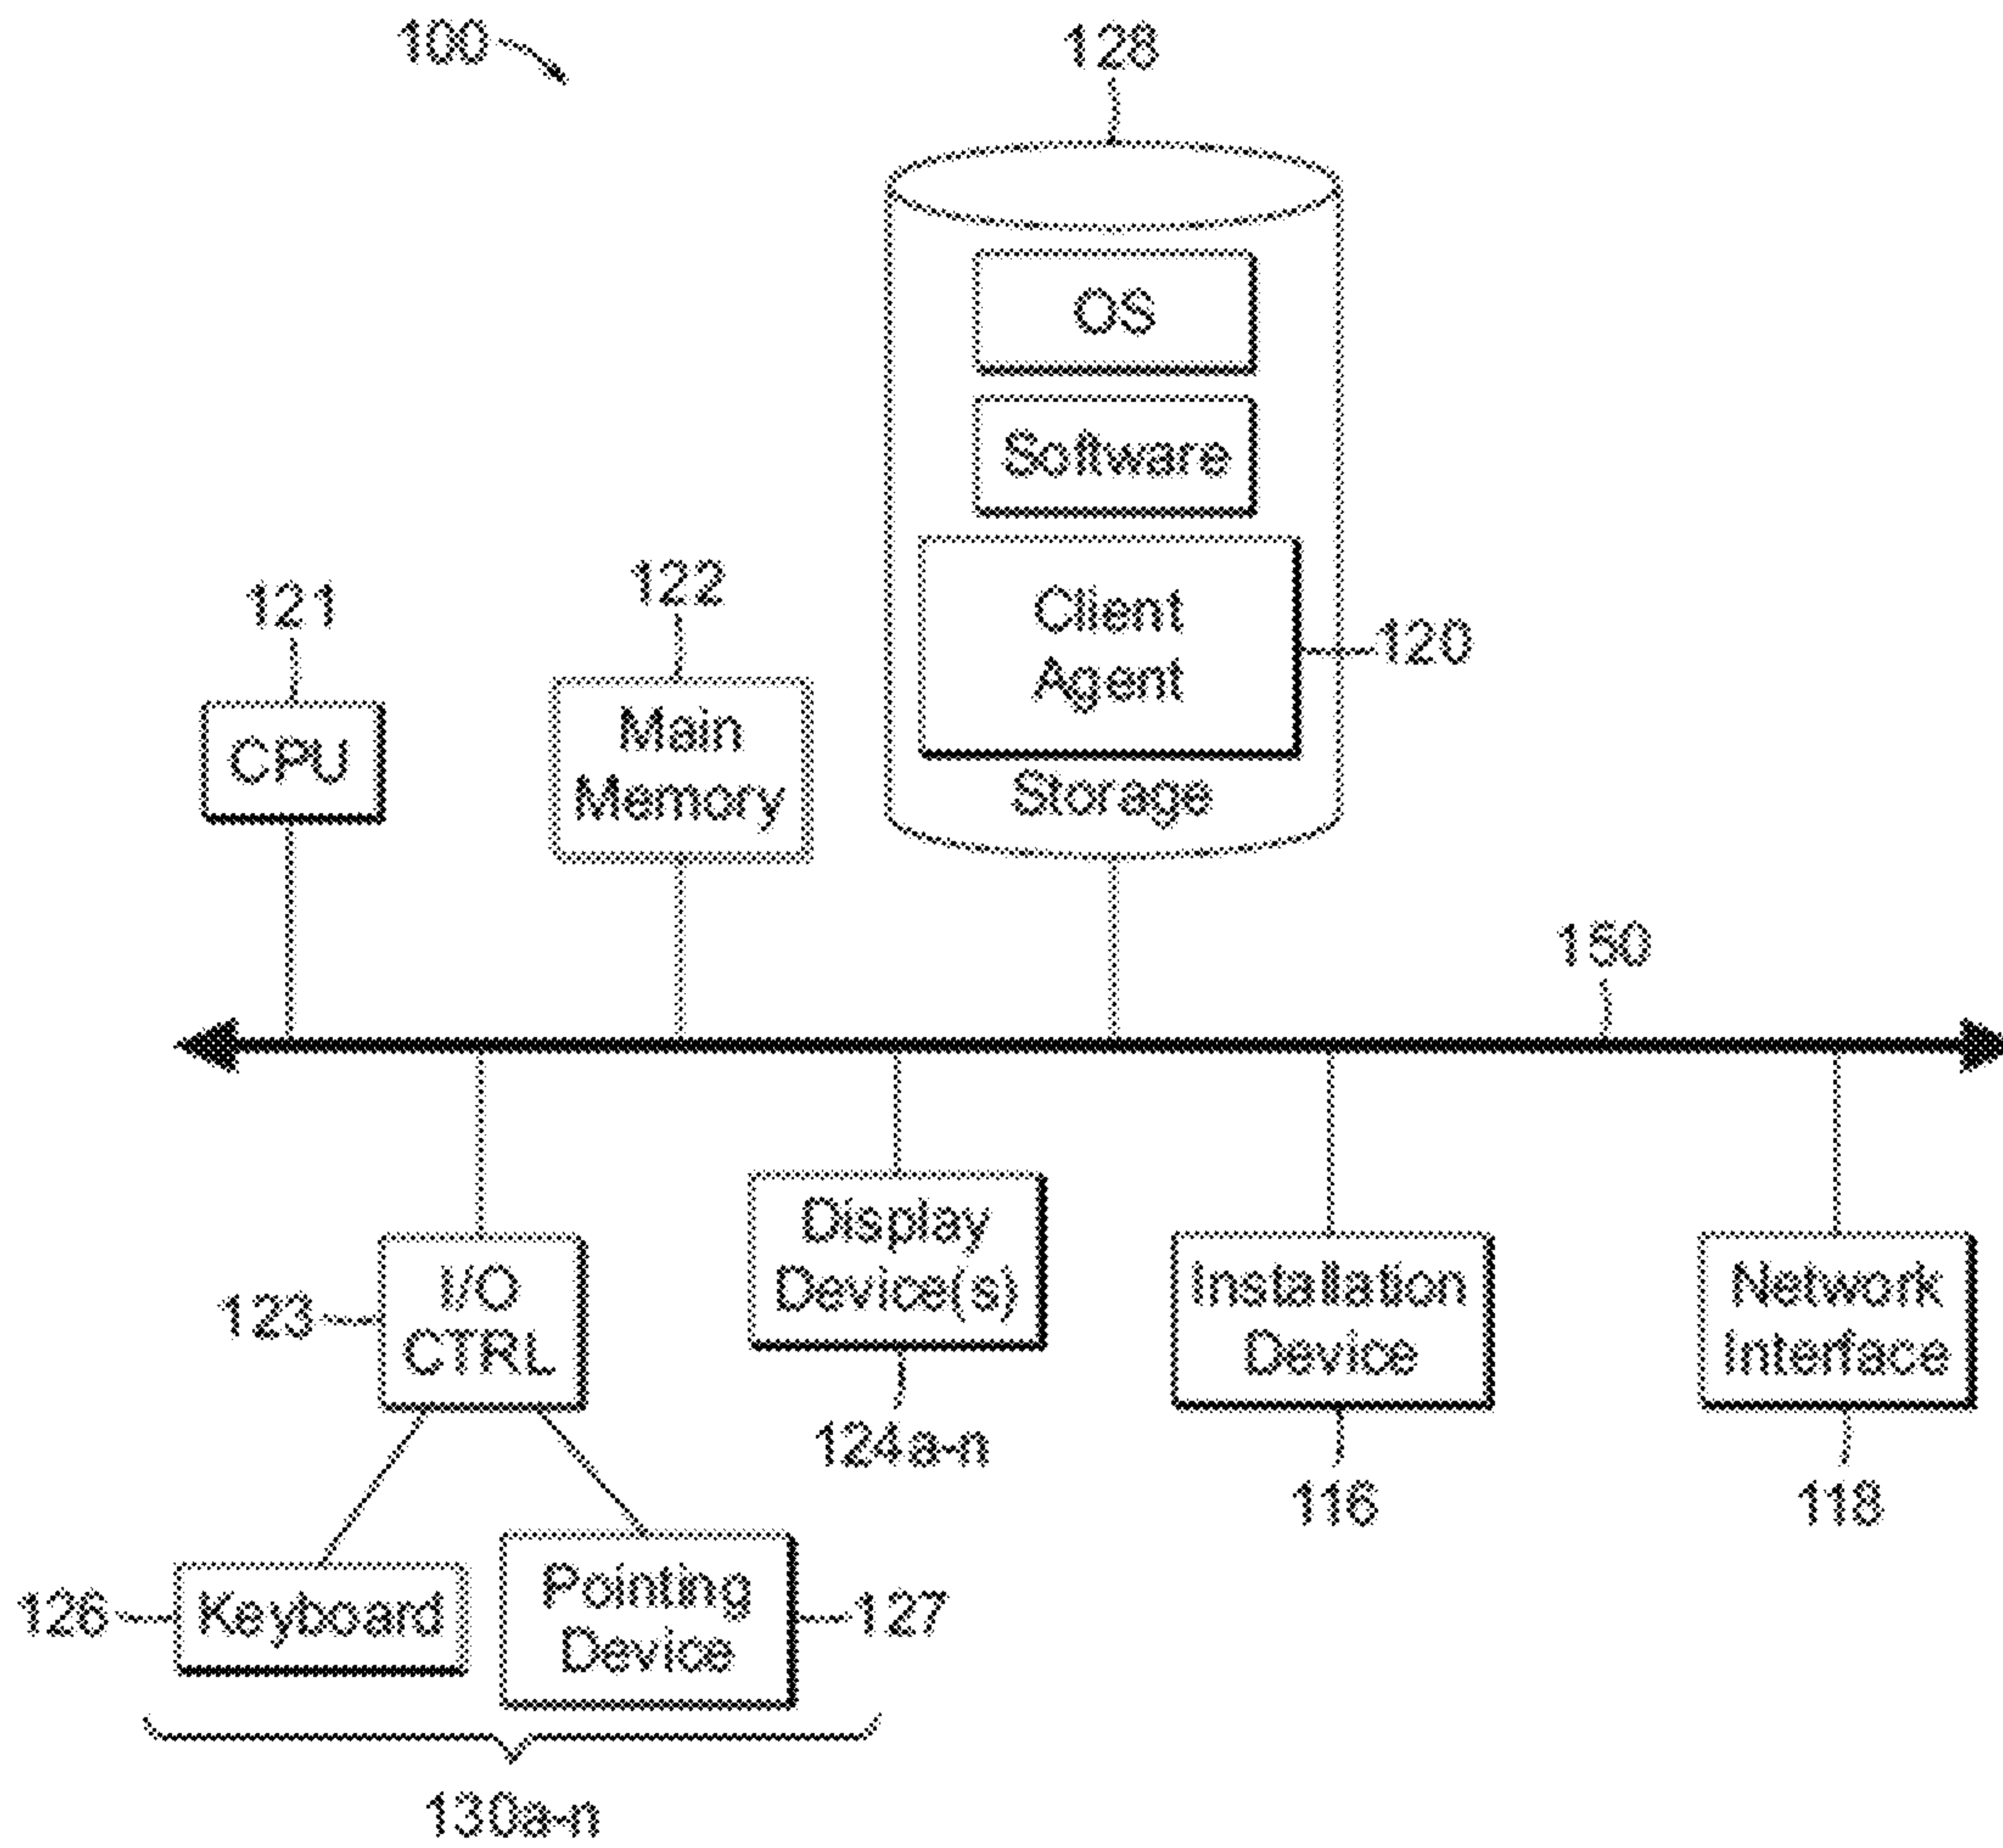 100
128
OS
Software
Client
Agent
120
Storage
121
CPU
122
Main
Memory
150
I/O
CTRL
123
Display
Device(s)
124a-n
Installation
Device
116
Network
Interface
118
126
Keyboard
Pointing
Device
127
130a-n